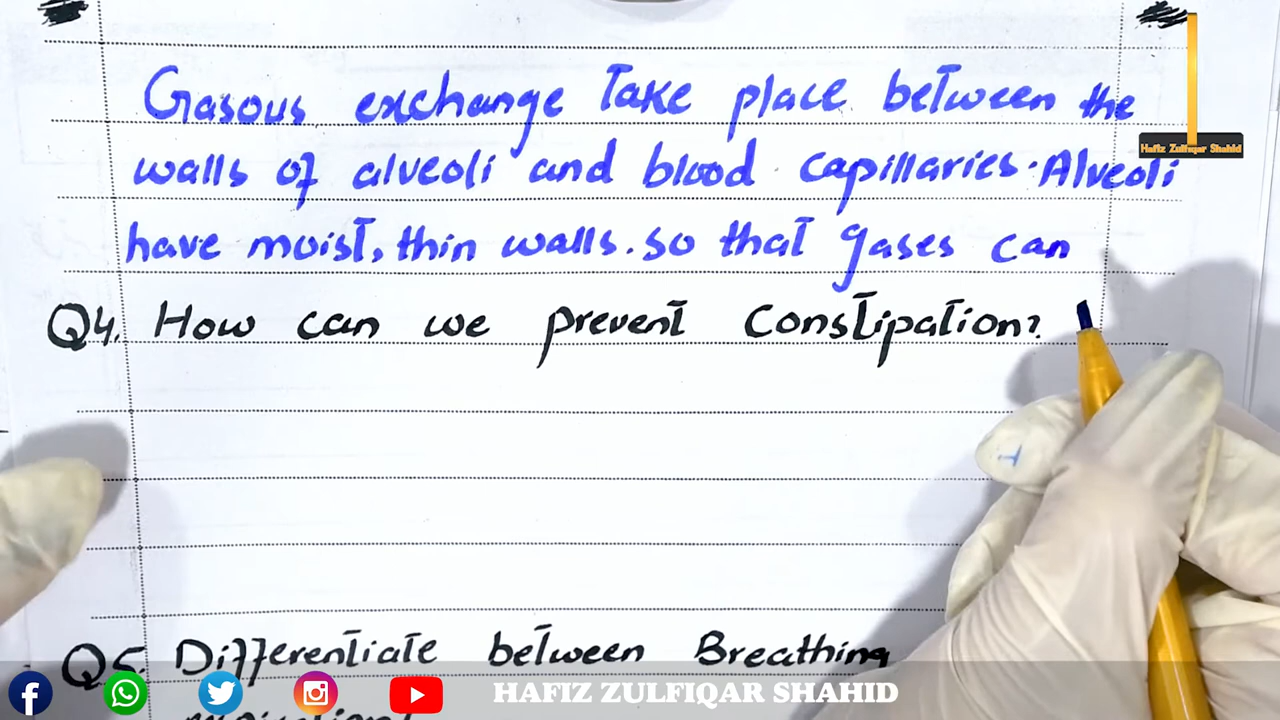 Gasous exchange take place between the
Hafiz Zulfiqar Shahid
walls of alveoli and blood capillaries. Alveoli
have moist, thin walls. so that gases can
Q4. How can we prevent Constipation?
Q5. Differentiate between Breathing
HAFIZ ZULFIQAR SHAHID